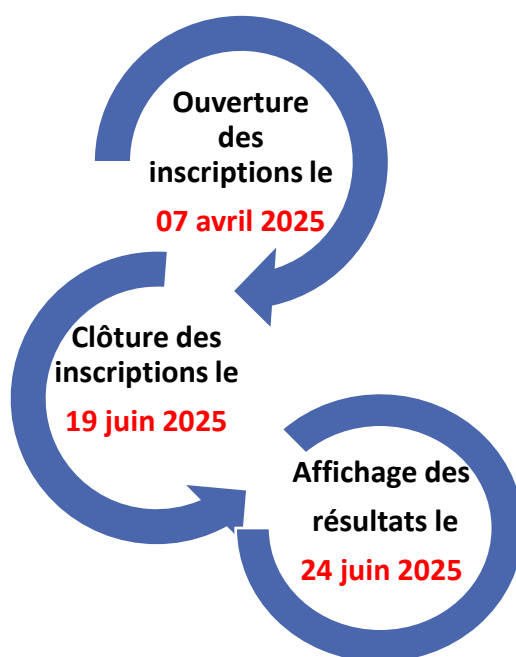 Ouverture
des
inscriptions le
07 avril 2025
Clôture des
inscriptions le
19 juin 2025
Affichage des
résultats le
24 juin 2025